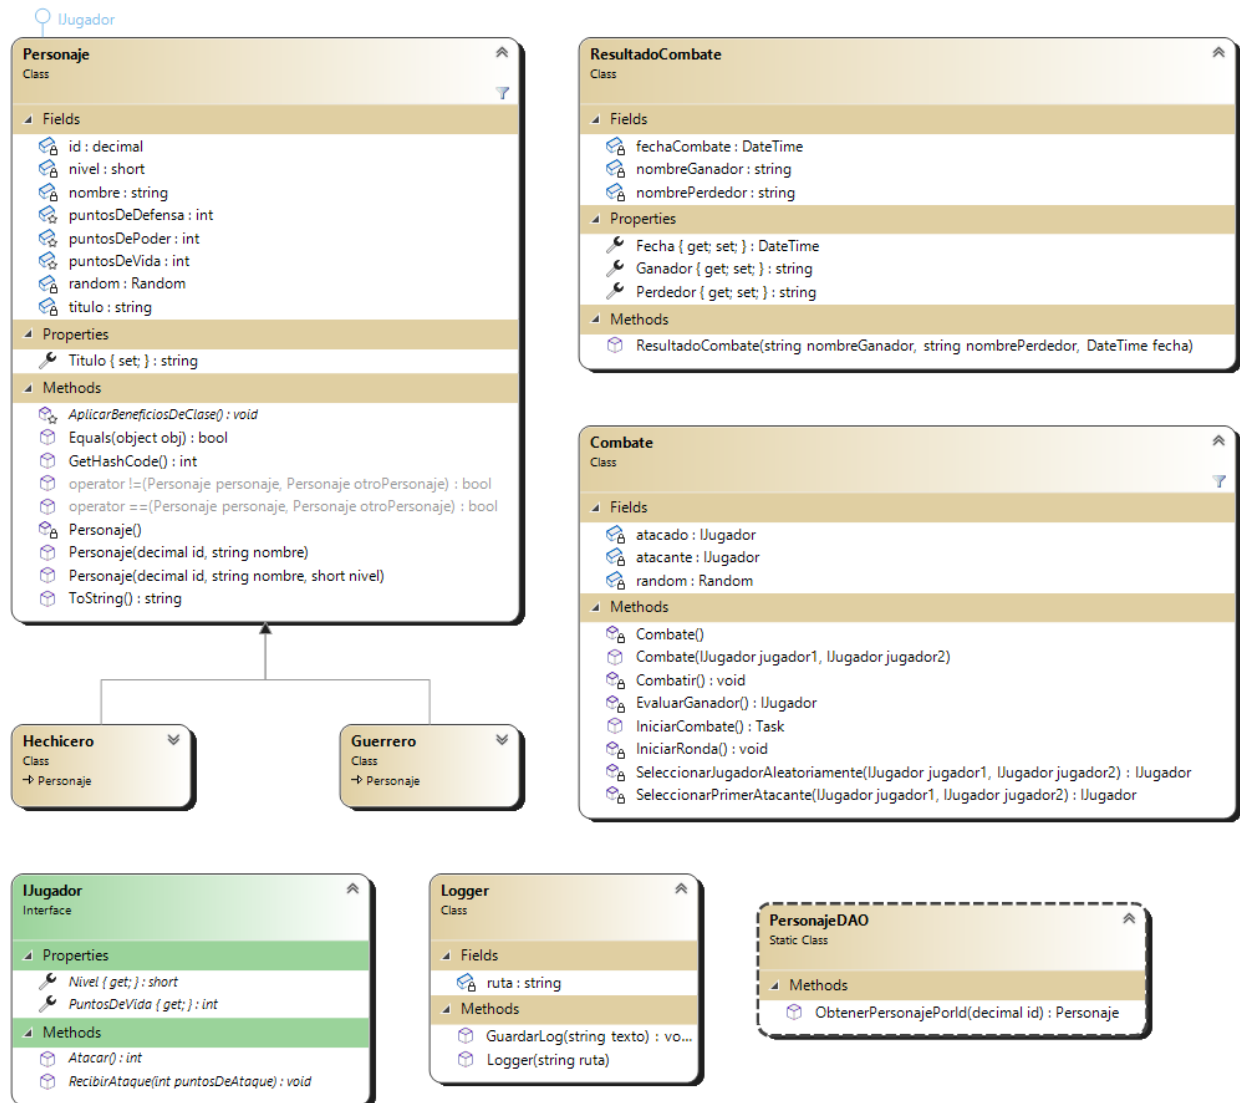 IJugador
Personaje
Class
Fields
id : decimal
nivel : short
nombre : string
puntosDeDefensa : int
puntosDePoder : int
puntosDeVida : int
random : Random
titulo : string
Properties
Titulo { set; } : string
Methods
AplicarBeneficiosDeClase() : void
Equals(object obj) : bool
GetHashCode() : int
operator !=(Personaje personaje, Personaje otroPersonaje) : bool
operator ==(Personaje personaje, Personaje otroPersonaje) : bool
Personaje()
Personaje(decimal id, string nombre)
Personaje(decimal id, string nombre, short nivel)
ToString() : string
Hechicero
Class
Personaje
Guerrero
Class
Personaje
ResultadoCombate
Class
Fields
fechaCombate : DateTime
nombreGanador : string
nombrePerdedor : string
Properties
Fecha { get; set; } : DateTime
Ganador { get; set; } : string
Perdedor { get; set; } : string
Methods
ResultadoCombate(string nombreGanador, string nombrePerdedor, DateTime fecha)
Combate
Class
Fields
atacado : IJugador
atacante : IJugador
random : Random
Methods
Combate()
Combate(IJugador jugador1, IJugador jugador2)
Combatir() : void
EvaluarGanador() : IJugador
IniciarCombate() : Task
IniciarRonda() : void
SeleccionarJugadorAleatoriamente(IJugador jugador1, IJugador jugador2) : IJugador
SeleccionarPrimerAtacante(IJugador jugador1, IJugador jugador2) : IJugador
IJugador
Interface
Properties
Nivel { get; } : short
PuntosDeVida { get; } : int
Methods
Atacar() : int
RecibirAtaque(int puntosDeAtaque) : void
Logger
Class
Fields
ruta : string
Methods
GuardarLog(string texto) : vo...
Logger(string ruta)
PersonajeDAO
Static Class
Methods
ObtenerPersonajePorId(decimal id) : Personaje